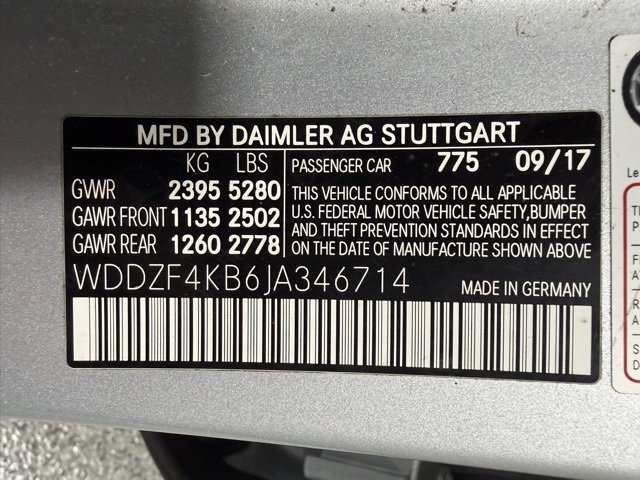 MFD BY DAIMLER AG STUTTGART
KG LBS
PASSENGER CAR 775 09/17
GVWR 2395 5280
GAWR FRONT 1135 2502
GAWR REAR 1260 2778
THIS VEHICLE CONFORMS TO ALL APPLICABLE
U.S. FEDERAL MOTOR VEHICLE SAFETY,BUMPER
AND THEFT PREVENTION STANDARDS IN EFFECT
ON THE DATE OF MANUFACTURE SHOWN ABOVE
WDDZF4KB6JA346714
MADE IN GERMANY